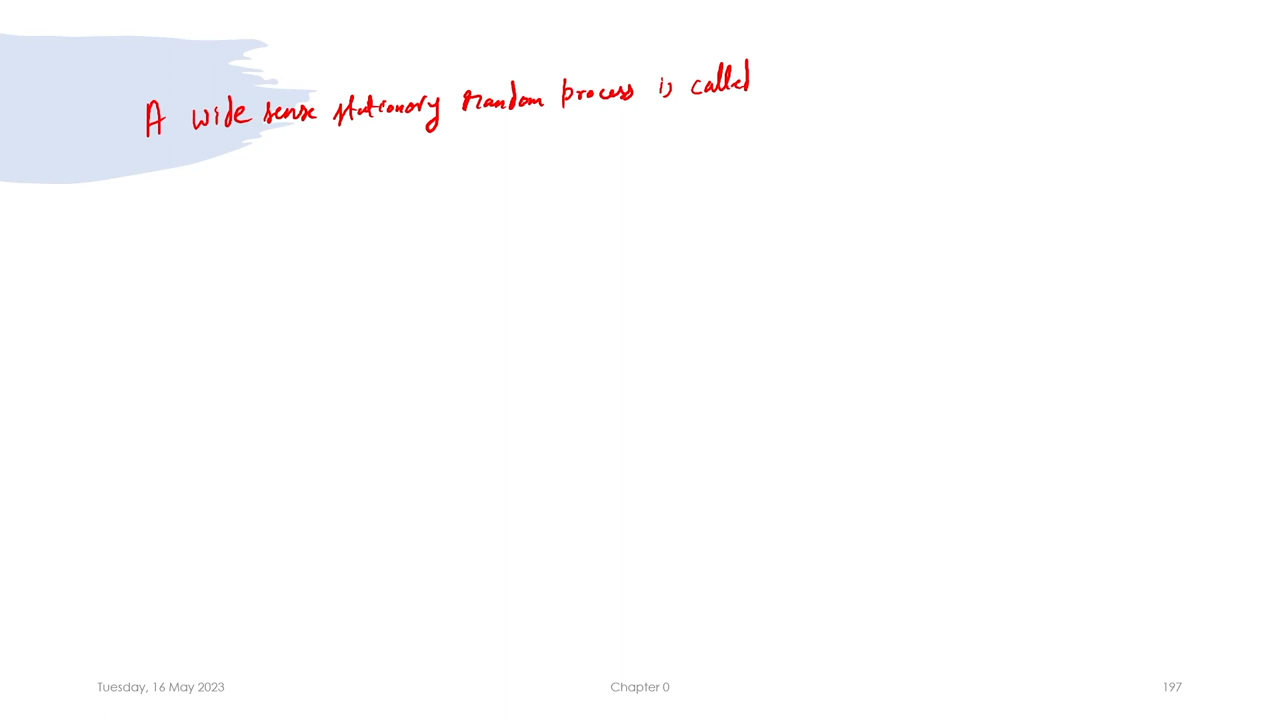 A wide sense stationary random process is called
Tuesday, 16 May 2023
Chapter 0
197